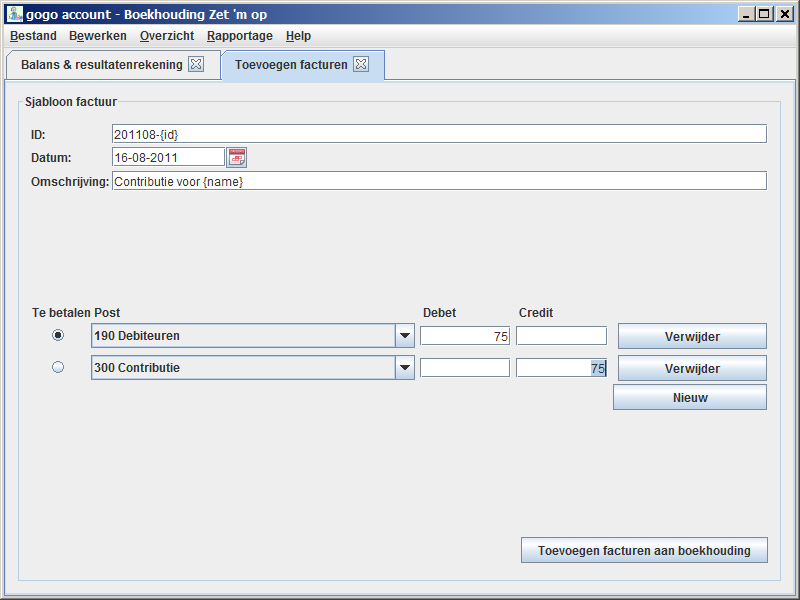 gogo account - Boekhouding Zet 'm op
Bestand Bewerken Overzicht Rapportage Help
Balans & resultatenrekening Toevoegen facturen
Sjabloon factuur
ID: 201108-{id}
Datum: 16-08-2011
Omschrijving: Contributie voor {name}
Te betalen Post Debet Credit
190 Debiteuren 75 Verwijder
300 Contributie 75 Verwijder
Nieuw
Toevoegen facturen aan boekhouding